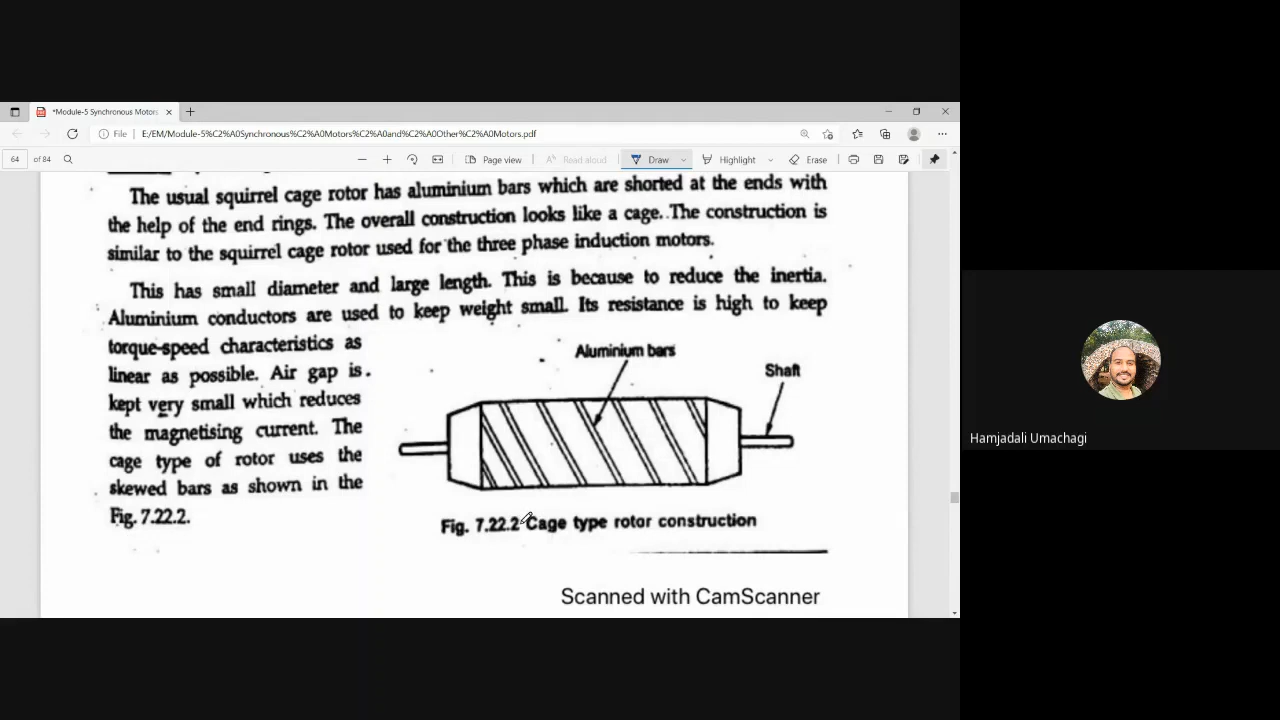 *Module-5 Synchronous Motors
File
E:/EM/Module-5%C2%A0Synchronous%C2%A0Motors%C2%A0and%C2%A0Other%C2%A0Motors.pdf
64 of 84
Page view
Read aloud
Draw
Highlight
Erase
The usual squirrel cage rotor has aluminium bars which are shorted at the ends with
the help of the end rings. The overall construction looks like a cage. The construction is
similar to the squirrel cage rotor used for the three phase induction motors.
This has small diameter and large length. This is because to reduce the inertia.
Aluminium conductors are used to keep weight small. Its resistance is high to keep
torque-speed characteristics as
linear as possible. Air gap is
kept very small which reduces
the magnetising current. The
cage type of rotor uses the
skewed bars as shown in the
Fig. 7.22.2.
Aluminium bars
Shaft
Fig. 7.22.2 Cage type rotor construction
Scanned with CamScanner
Hamjadali Umachagi